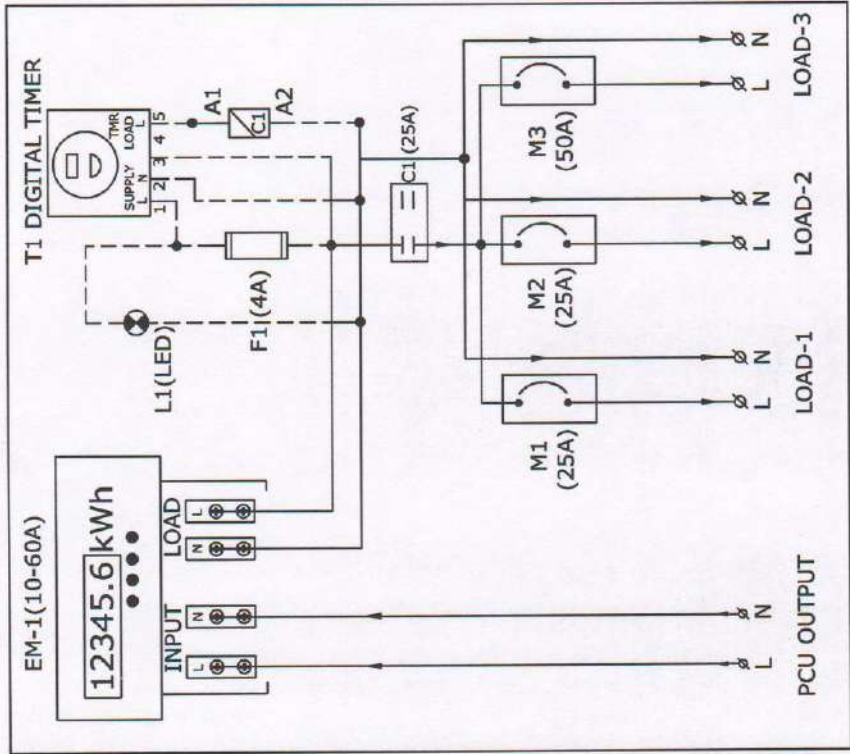 EM-1(10-60A)
12345.6 kWh
INPUT
LOAD
L
N
N
L
L1(LED)
F1(4A)
T1 DIGITAL TIMER
SUPPLY
LOAD
TMR.
L
N
L
1
2
3
4
5
A1
C1
A2
C1 (25A)
M1
(25A)
M2
(25A)
M3
(50A)
L
N
L
N
L
N
L
N
PCU OUTPUT
LOAD-1
LOAD-2
LOAD-3